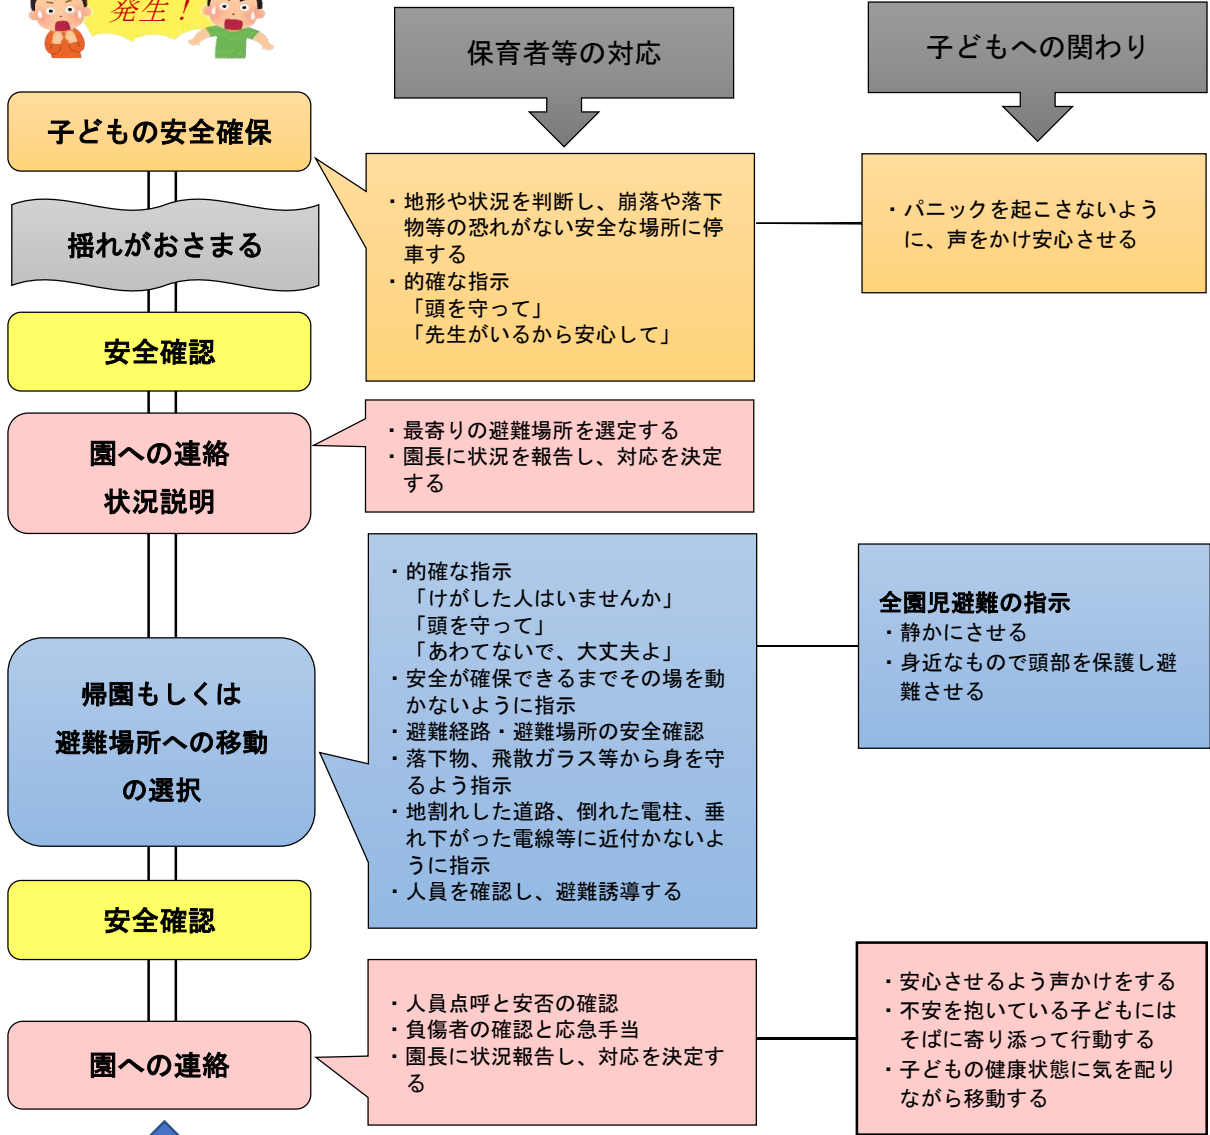 発生！
保育者等の対応
子どもへの関わり
子どもの安全確保
・地形や状況を判断し、崩落や落下
物等の恐れがない安全な場所に停
車する
・的確な指示
「頭を守って」
「先生がいるから安心して」
・パニックを起こさないよう
に、声をかけ安心させる
揺れがおさまる
安全確認
園への連絡
状況説明
・最寄りの避難場所を選定する
・園長に状況を報告し、対応を決定
する
帰園もしくは
避難場所への移動
の選択
・的確な指示
「けがした人はいませんか」
「頭を守って」
「あわてないで、大丈夫よ」
・安全が確保できるまでその場を動
かないように指示
・避難経路・避難場所の安全確認
・落下物、飛散ガラス等から身を守
るよう指示
・地割れした道路、倒れた電柱、垂
れ下がった電線等に近付かないよ
うに指示
・人員を確認し、避難誘導する
全園児避難の指示
・静かにさせる
・身近なもので頭部を保護し避
難させる
安全確認
園への連絡
・人員点呼と安否の確認
・負傷者の確認と応急手当
・園長に状況報告し、対応を決定す
る
・安心させるよう声かけをする
・不安を抱いている子どもには
そばに寄り添って行動する
・子どもの健康状態に気を配り
ながら移動する